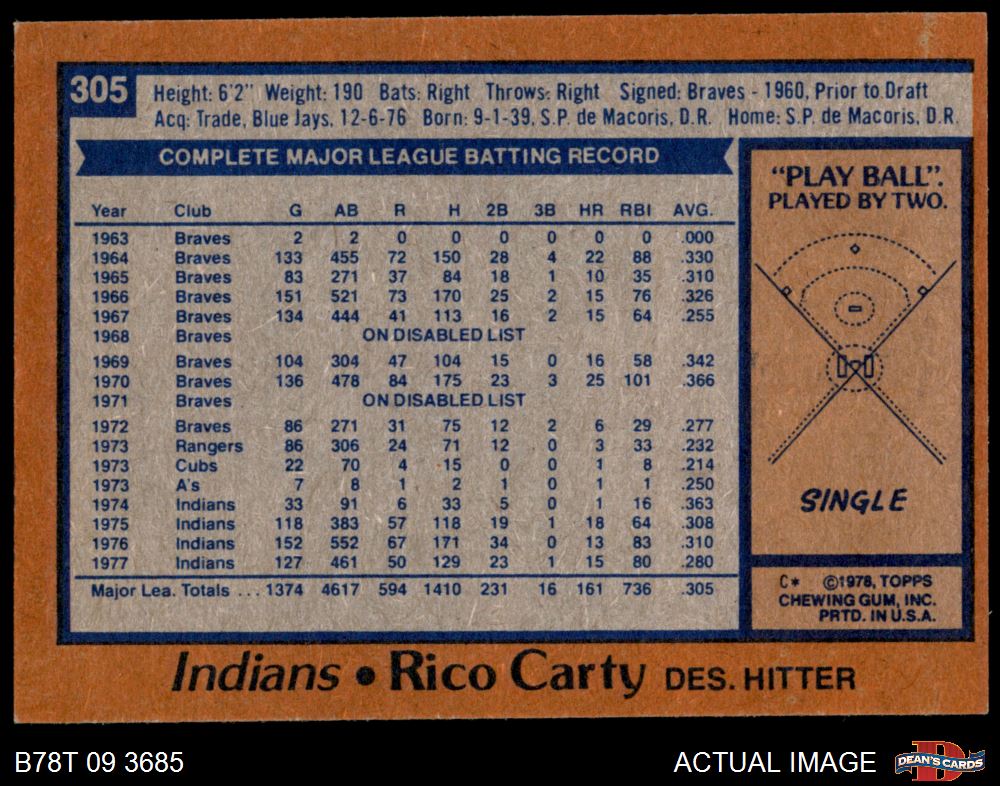 305
Height: 6'2" Weight: 190 Bats: Right Throws: Right Signed: Braves - 1960, Prior to Draft
Acq: Trade, Blue Jays, 12-6-76 Born: 9-1-39, S.P. de Macoris, D.R. Home: S.P. de Macoris, D.R.
COMPLETE MAJOR LEAGUE BATTING RECORD
Year Club G AB R H 2B 3B HR RBI AVG.
1963 Braves 2 2 0 0 0 0 0 0 .000
1964 Braves 133 455 72 150 28 4 22 88 .330
1965 Braves 83 271 37 84 18 1 10 35 .310
1966 Braves 151 521 73 170 25 2 15 76 .326
1967 Braves 134 444 41 113 16 2 15 64 .255
1968 Braves ON DISABLED LIST
1969 Braves 104 304 47 104 15 0 16 58 .342
1970 Braves 136 478 84 175 23 3 25 101 .366
1971 Braves ON DISABLED LIST
1972 Braves 86 271 31 75 12 2 6 29 .277
1973 Rangers 86 306 24 71 12 0 3 33 .232
1973 Cubs 22 70 4 15 0 0 1 8 .214
1973 A's 7 8 1 2 1 0 1 1 .250
1974 Indians 33 91 6 33 5 0 1 16 .363
1975 Indians 118 383 57 118 19 1 18 64 .308
1976 Indians 152 552 67 171 34 0 13 83 .310
1977 Indians 127 461 50 129 23 1 15 80 .280
Major Lea. Totals ... 1374 4617 594 1410 231 16 161 736 .305
"PLAY BALL".
PLAYED BY TWO.
SINGLE
C* ©1978, TOPPS
CHEWING GUM, INC.
PRTD. IN U.S.A.
Indians • Rico Carty DES. HITTER
B78T 09 3685
ACTUAL IMAGE
D
DEAN'S CARDS